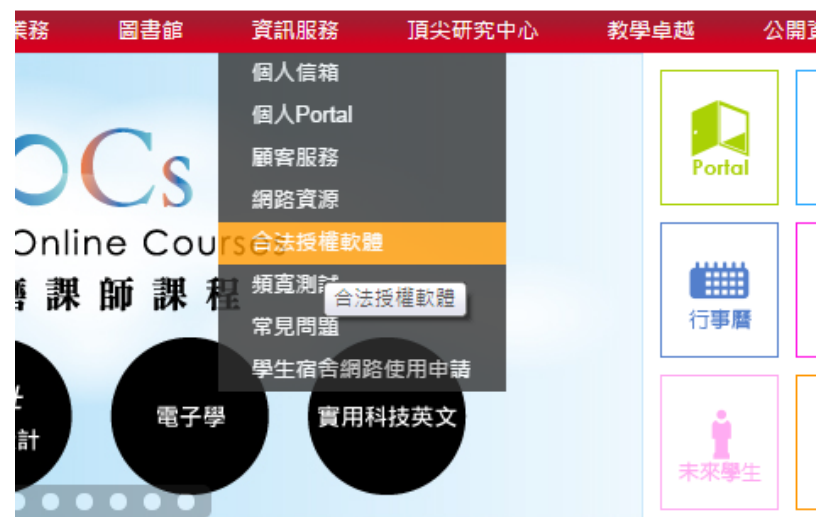 業務 圖書館 資訊服務 頂尖研究中心 教學卓越 公開資
個人信箱
個人Portal
顧客服務
網路資源
合法授權軟體
頻寬測試
合法授權軟體
常見問題
學生宿舍網路使用申請
OCs
Online Courses
磨課師課程
計
電子學
實用科技英文
Portal
行事曆
未來學生